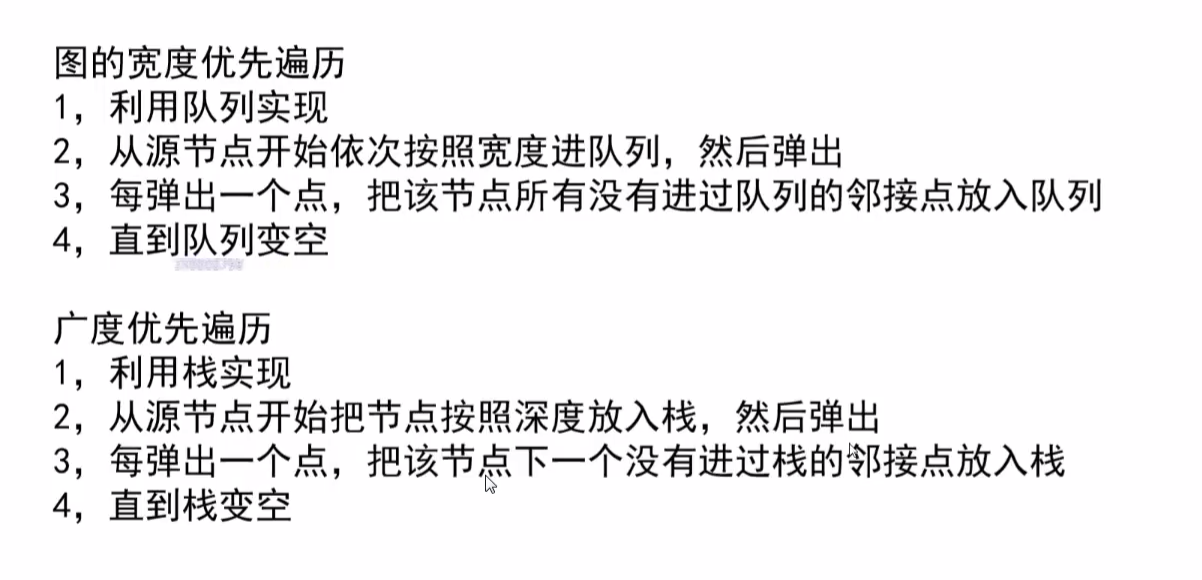 图的宽度优先遍历
1，利用队列实现
2，从源节点开始依次按照宽度进队列，然后弹出
3，每弹出一个点，把该节点所有没有进过队列的邻接点放入队列
4，直到队列变空
广度优先遍历
1，利用栈实现
2，从源节点开始把节点按照深度放入栈，然后弹出
3，每弹出一个点，把该节点下一个没有进过栈的邻接点放入栈
4，直到栈变空